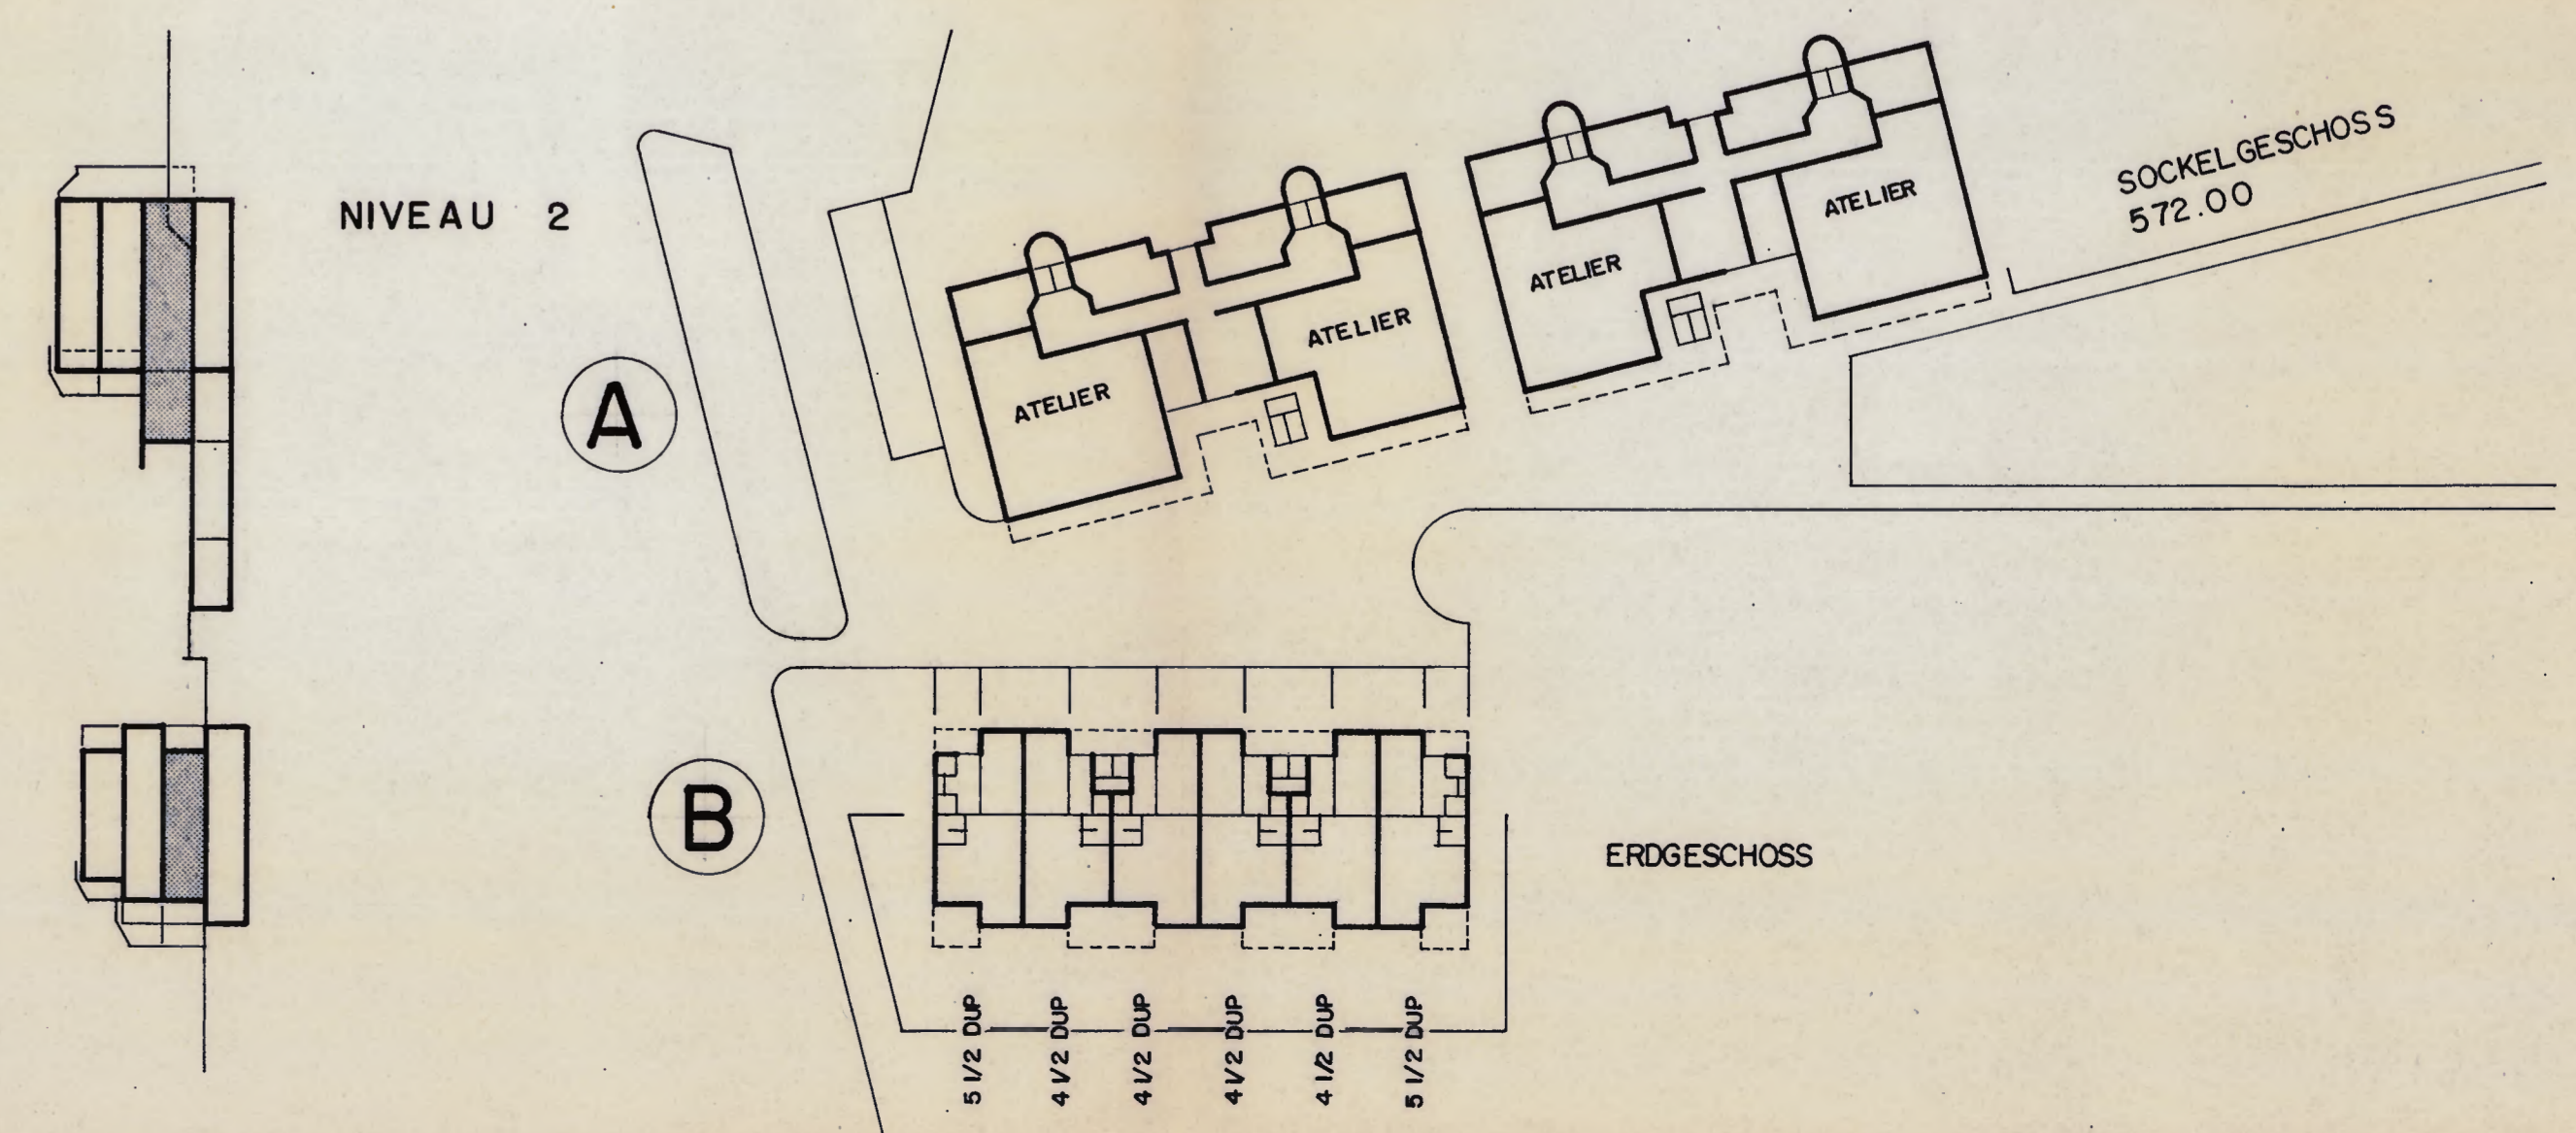 NIVEAU 2
SOCKELGESCHOSS
572.00
ATELIER
ATELIER
ATELIER
ATELIER
A
B
ERDGESCHOSS
5 1/2 DUP
4 1/2 DUP
4 1/2 DUP
4 1/2 DUP
4 1/2 DUP
5 1/2 DUP